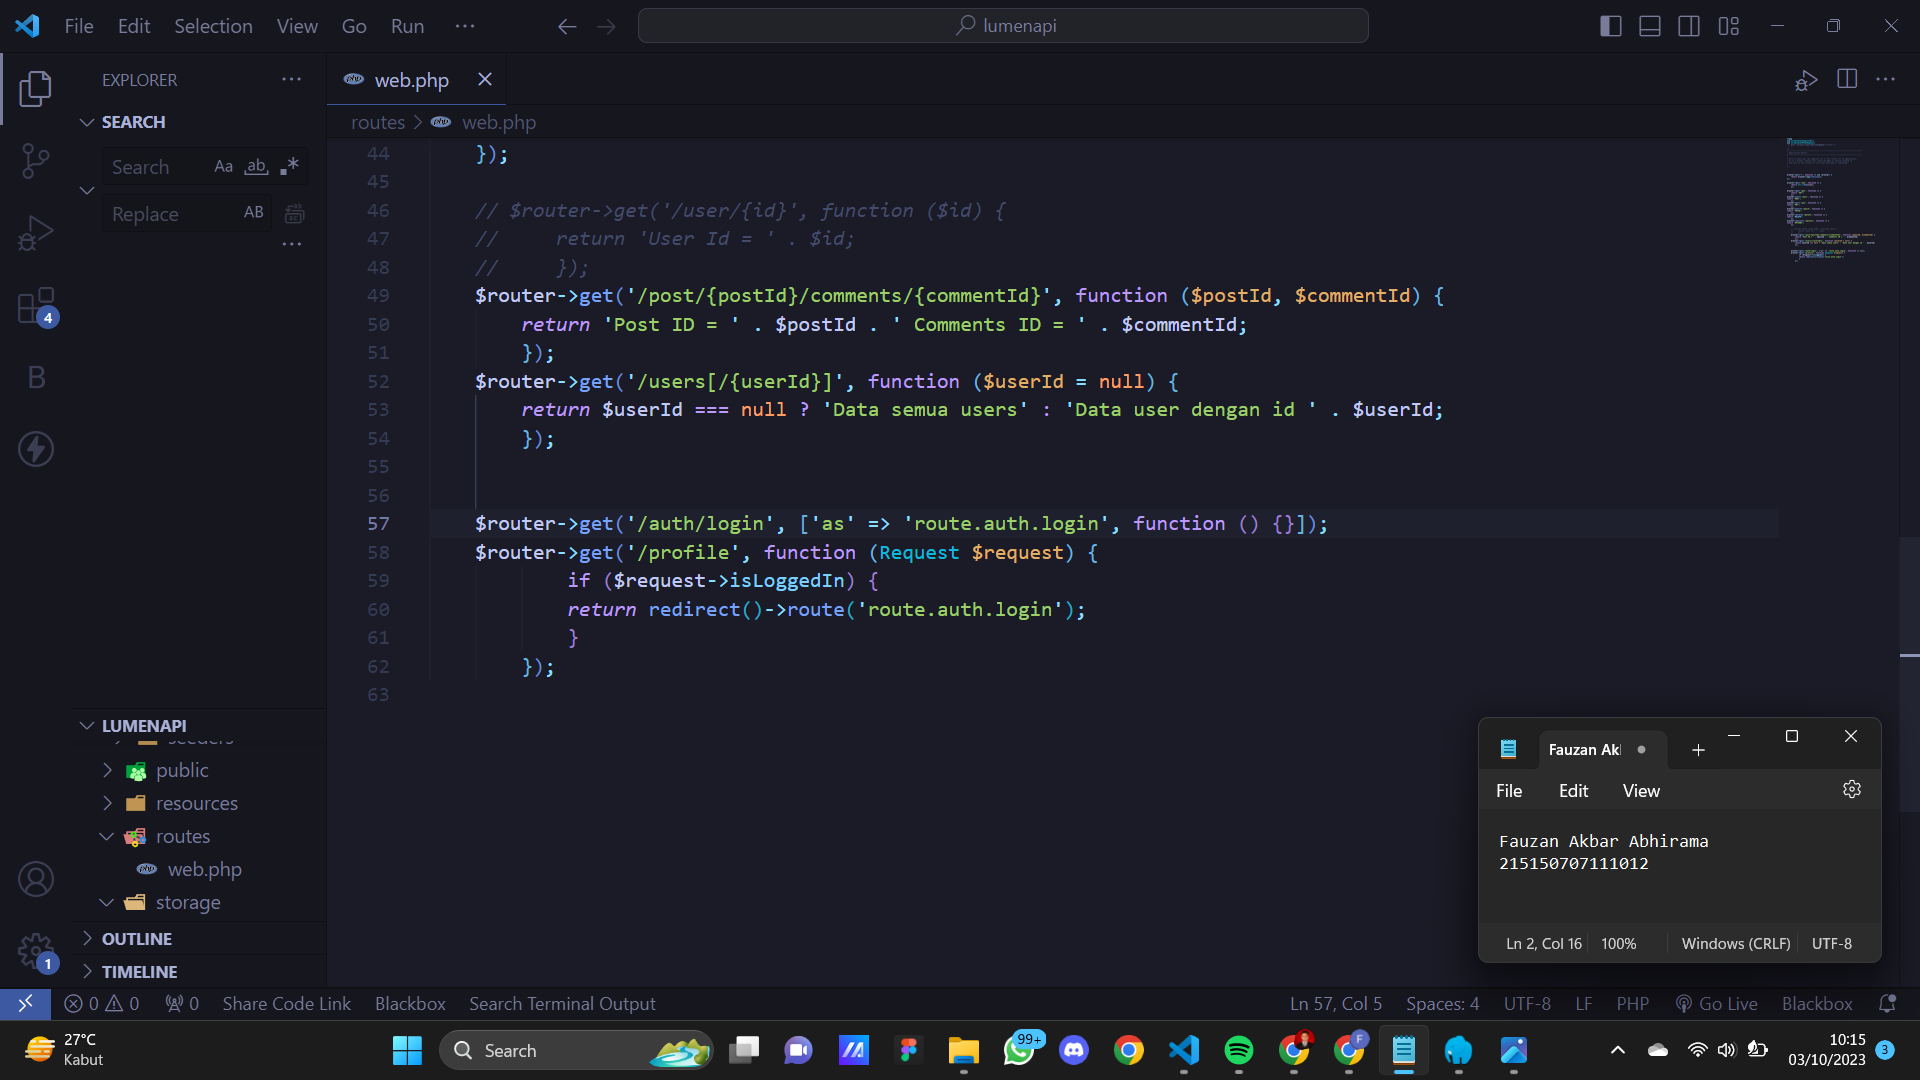 File Edit Selection View Go Run ···
lumenapi
EXPLORER ···
SEARCH
Search Aa ab
Replace AB
···
web.php
routes > web.php
44 });
45
46 // $router->get('/user/{id}', function ($id) {
47 //     return 'User Id = ' . $id;
48 //     });
49 $router->get('/post/{postId}/comments/{commentId}', function ($postId, $commentId) {
50     return 'Post ID = ' . $postId . ' Comments ID = ' . $commentId;
51     });
52 $router->get('/users[/{userId}]', function ($userId = null) {
53     return $userId === null ? 'Data semua users' : 'Data user dengan id ' . $userId;
54     });
55
56
57 $router->get('/auth/login', ['as' => 'route.auth.login', function () {}]);
58 $router->get('/profile', function (Request $request) {
59         if ($request->isLoggedIn) {
60         return redirect()->route('route.auth.login');
61         }
62     });
63
4
B
LUMENAPI
seeders
public
resources
routes
web.php
storage
OUTLINE
TIMELINE
1
Fauzan Ak
File Edit View
Fauzan Akbar Abhirama
215150707111012
Ln 2, Col 16 100% Windows (CRLF) UTF-8
0 0 0 Share Code Link Blackbox Search Terminal Output Ln 57, Col 5 Spaces: 4 UTF-8 LF PHP Go Live Blackbox
27°C
Kabut
Search
99+
F
10:15
03/10/2023
3